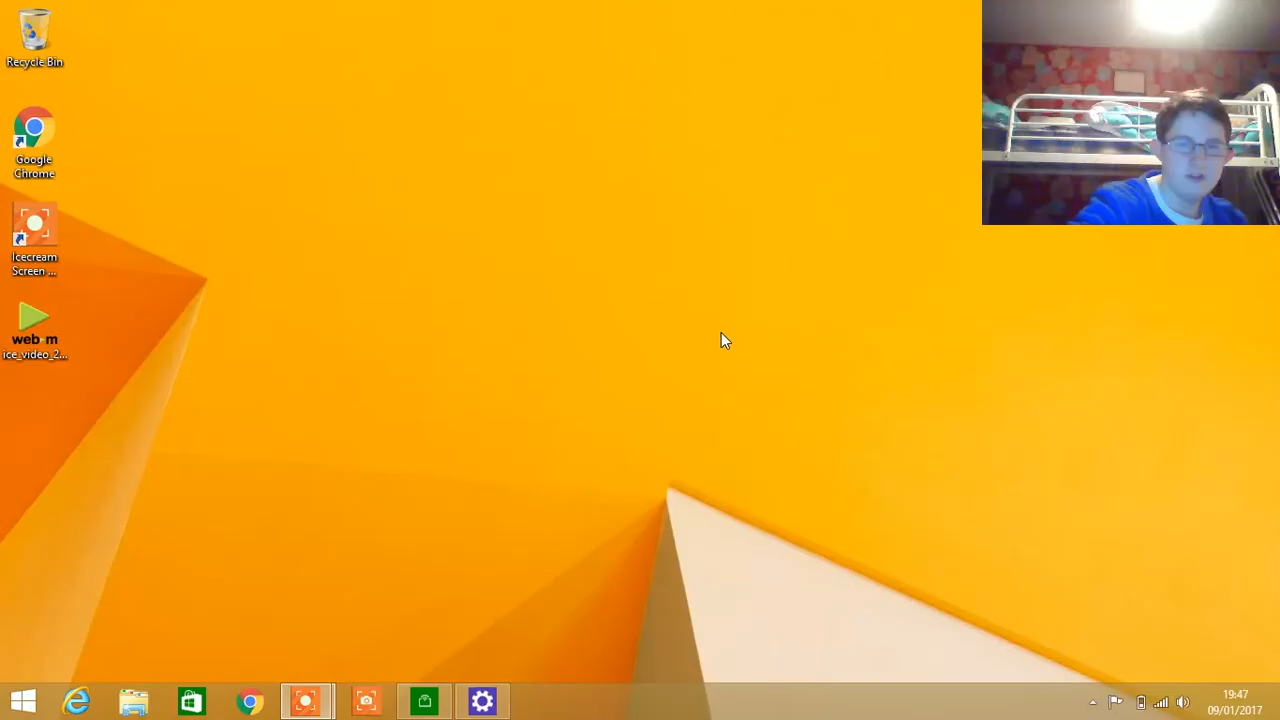 Recycle Bin
Google
Chrome
Icecream
Screen ...
web m
ice_video_2...
19:47
09/01/2017